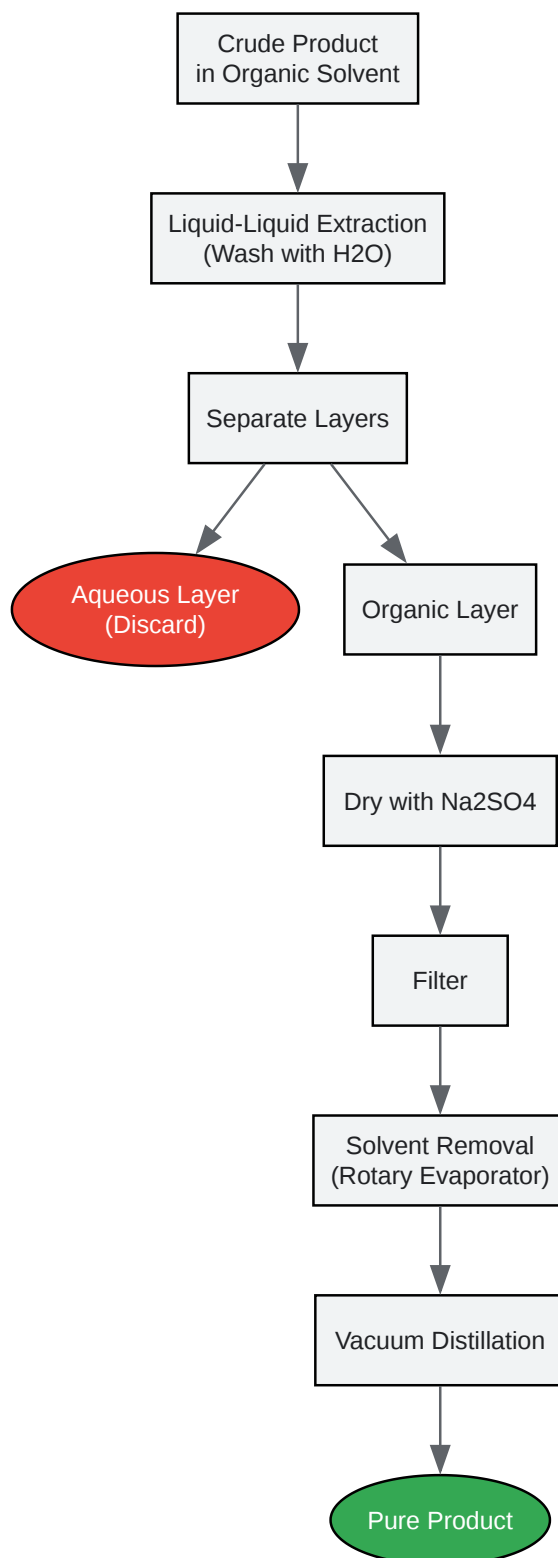 Crude Product
in Organic Solvent
Liquid-Liquid Extraction
(Wash with H2O)
Separate Layers
Aqueous Layer
(Discard)
Organic Layer
Dry with Na2SO4
Filter
Solvent Removal
(Rotary Evaporator)
Vacuum Distillation
Pure Product